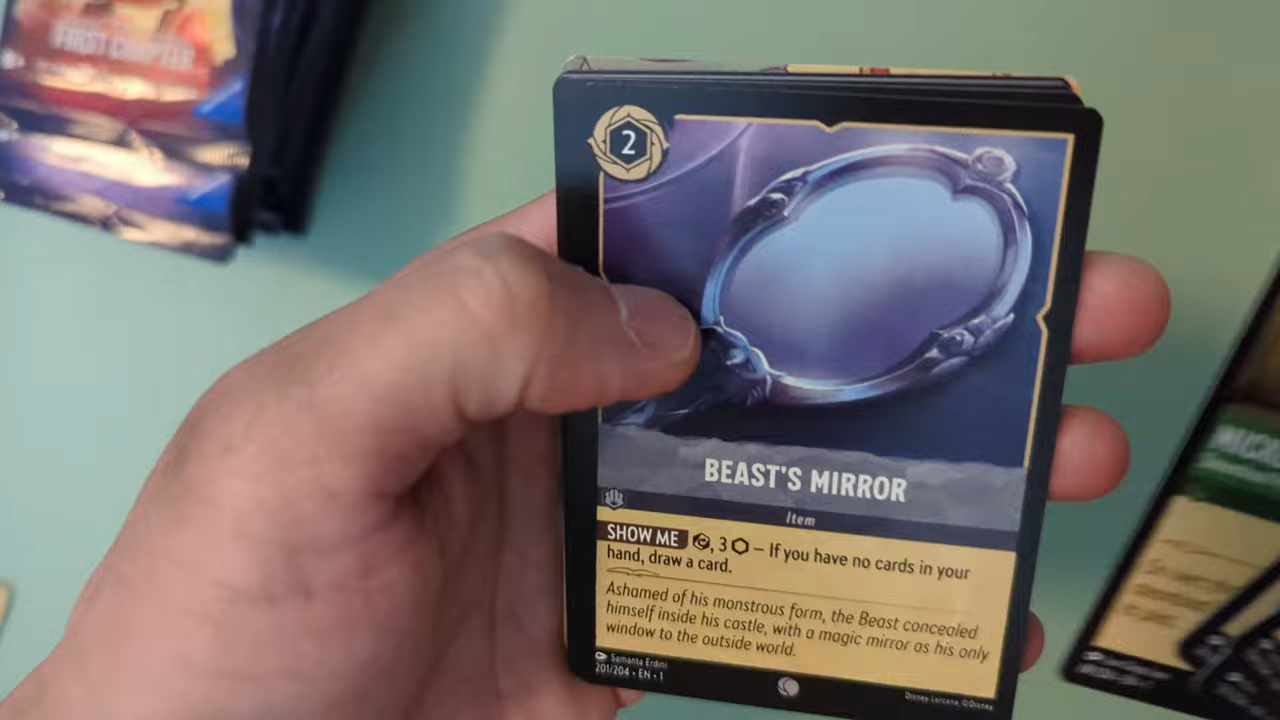 FIRST CHAPTER
2
BEAST'S MIRROR
Item
SHOW ME , 3 – If you have no cards in your
hand, draw a card.
Ashamed of his monstrous form, the Beast concealed
himself inside his castle, with a magic mirror as his only
window to the outside world.
Samanta Erdini
201/204 • EN • 1
Disney Lorcana ©Disney